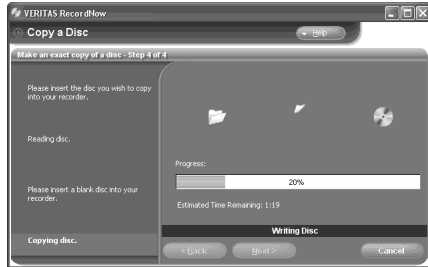 VERITAS RecordNow
Copy a Disc
Help
Make an exact copy of a disc - Step 4 of 4
Please insert the disc you wish to copy
into your recorder.
Reading disc.
Progress:
20%
Please insert a blank disc into your
recorder.
Estimated Time Remaining: 1:19
Writing Disc
Copying disc.
< Back
Next >
Cancel